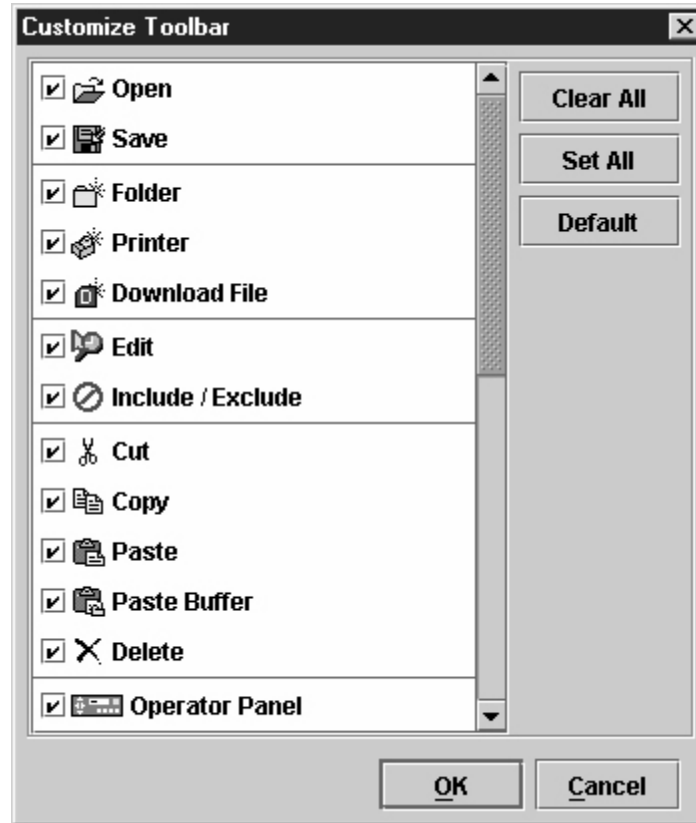 Customize Toolbar
Open
Save
Folder
Printer
Download File
Edit
Include / Exclude
Cut
Copy
Paste
Paste Buffer
Delete
Operator Panel
Clear All
Set All
Default
OK
Cancel